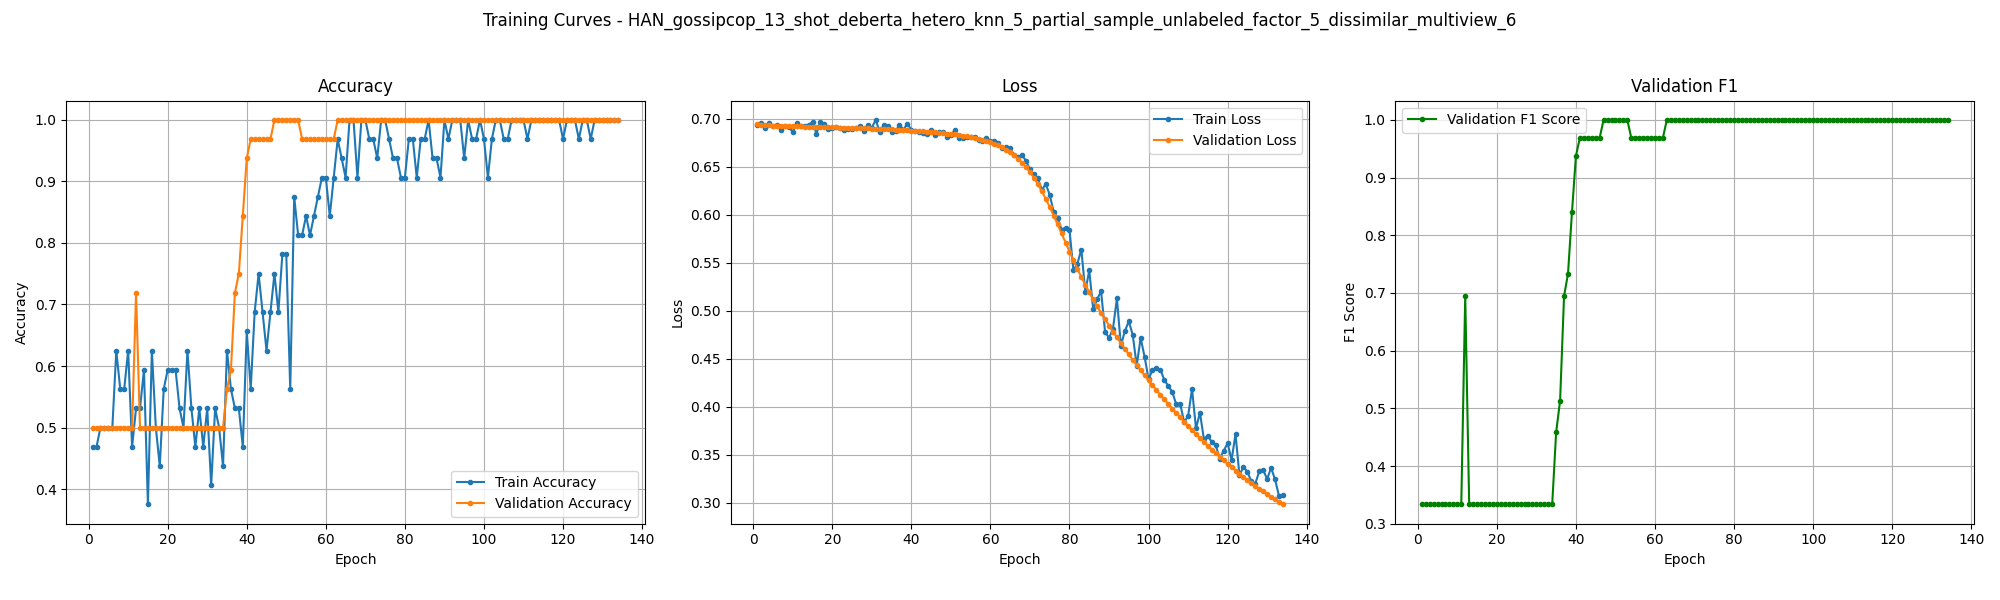 Training Curves - HAN_gossipcop_13_shot_deberta_hetero_knn_5_partial_sample_unlabeled_factor_5_dissimilar_multiview_6
Accuracy
Accuracy
1.0
0.9
0.8
0.7
0.6
0.5
0.4
Train Accuracy
Validation Accuracy
0 20 40 60 80 100 120 140
Epoch
Loss
Loss
0.70
0.65
0.60
0.55
0.50
0.45
0.40
0.35
0.30
Train Loss
Validation Loss
0 20 40 60 80 100 120 140
Epoch
Validation F1
F1 Score
1.0
0.9
0.8
0.7
0.6
0.5
0.4
0.3
Validation F1 Score
0 20 40 60 80 100 120 140
Epoch